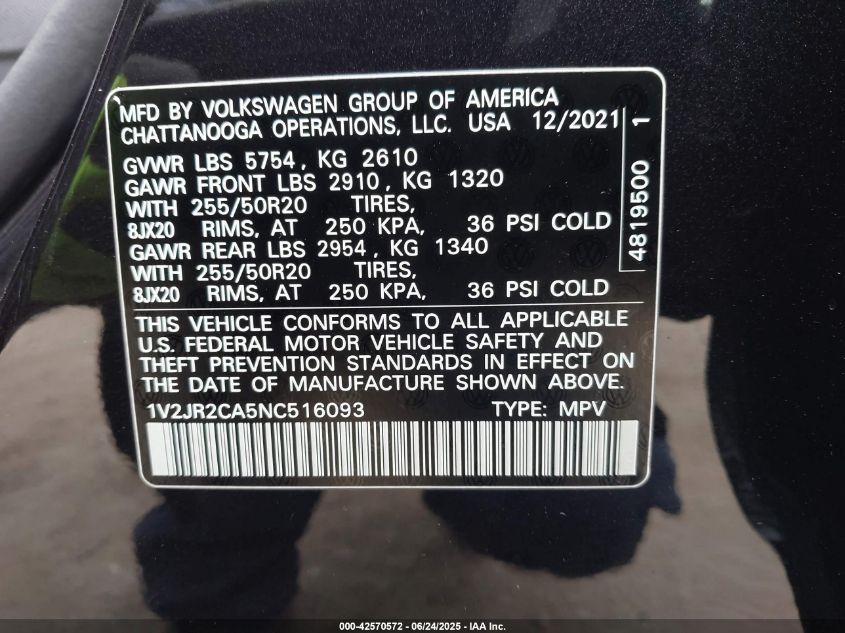 MFD BY VOLKSWAGEN GROUP OF AMERICA
CHATTANOOGA OPERATIONS, LLC. USA 12/2021
GVWR LBS 5754, KG 2610
GAWR FRONT LBS 2910, KG 1320
WITH 255/50R20 TIRES,
8JX20 RIMS, AT 250 KPA, 36 PSI COLD
GAWR REAR LBS 2954, KG 1340
WITH 255/50R20 TIRES,
8JX20 RIMS, AT 250 KPA, 36 PSI COLD
4819500 1
THIS VEHICLE CONFORMS TO ALL APPLICABLE
U.S. FEDERAL MOTOR VEHICLE SAFETY AND
THEFT PREVENTION STANDARDS IN EFFECT ON
THE DATE OF MANUFACTURE SHOWN ABOVE.
1V2JR2CA5NC516093 TYPE: MPV
000-42570572 - 06/24/2025 - IAA Inc.